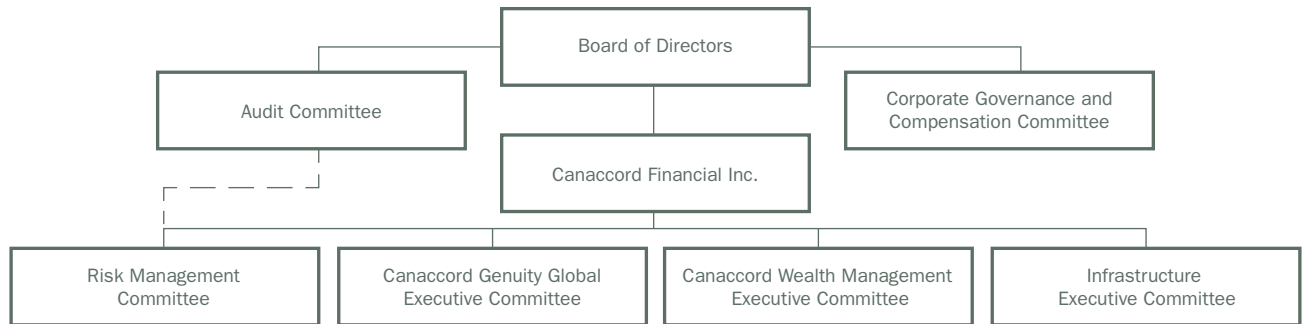 Board of Directors
Audit Committee
Corporate Governance and
Compensation Committee
Canaccord Financial Inc.
Risk Management
Committee
Canaccord Genuity Global
Executive Committee
Canaccord Wealth Management
Executive Committee
Infrastructure
Executive Committee